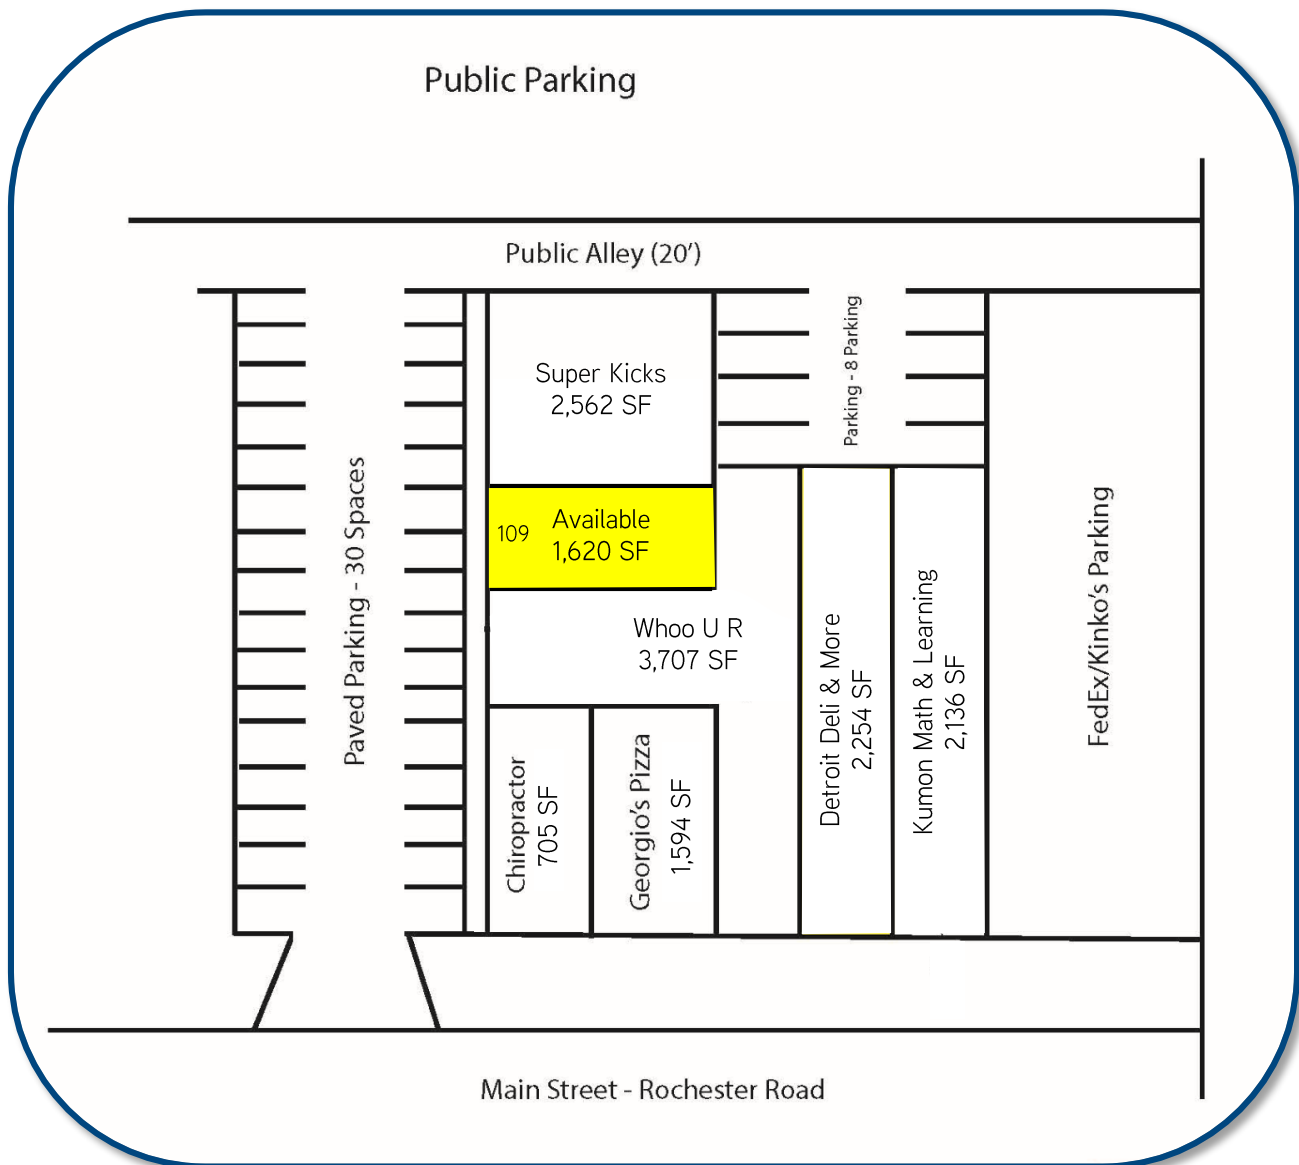 Public Parking
Public Alley (20')
Parking - 8 Parking
Super Kicks
2,562 SF
Paved Parking - 30 Spaces
109
Available
1,620 SF
FedEx/Kinko's Parking
Whoo U R
3,707 SF
Detroit Deli & More
2,254 SF
Kumon Math & Learning
2,136 SF
Chiropractor
705 SF
Georgio's Pizza
1,594 SF
Main Street - Rochester Road